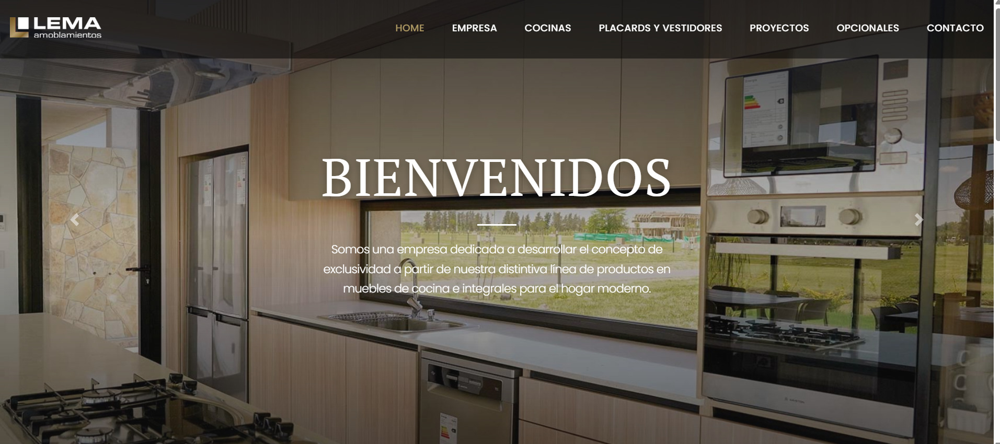 LEMA
amoblamientos
HOME
EMPRESA
COCINAS
PLACARDS Y VESTIDORES
PROYECTOS
OPCIONALES
CONTACTO
BIENVENIDOS
Somos una empresa dedicada a desarrollar el concepto de
exclusividad a partir de nuestra distintiva línea de productos en
muebles de cocina e integrales para el hogar moderno.